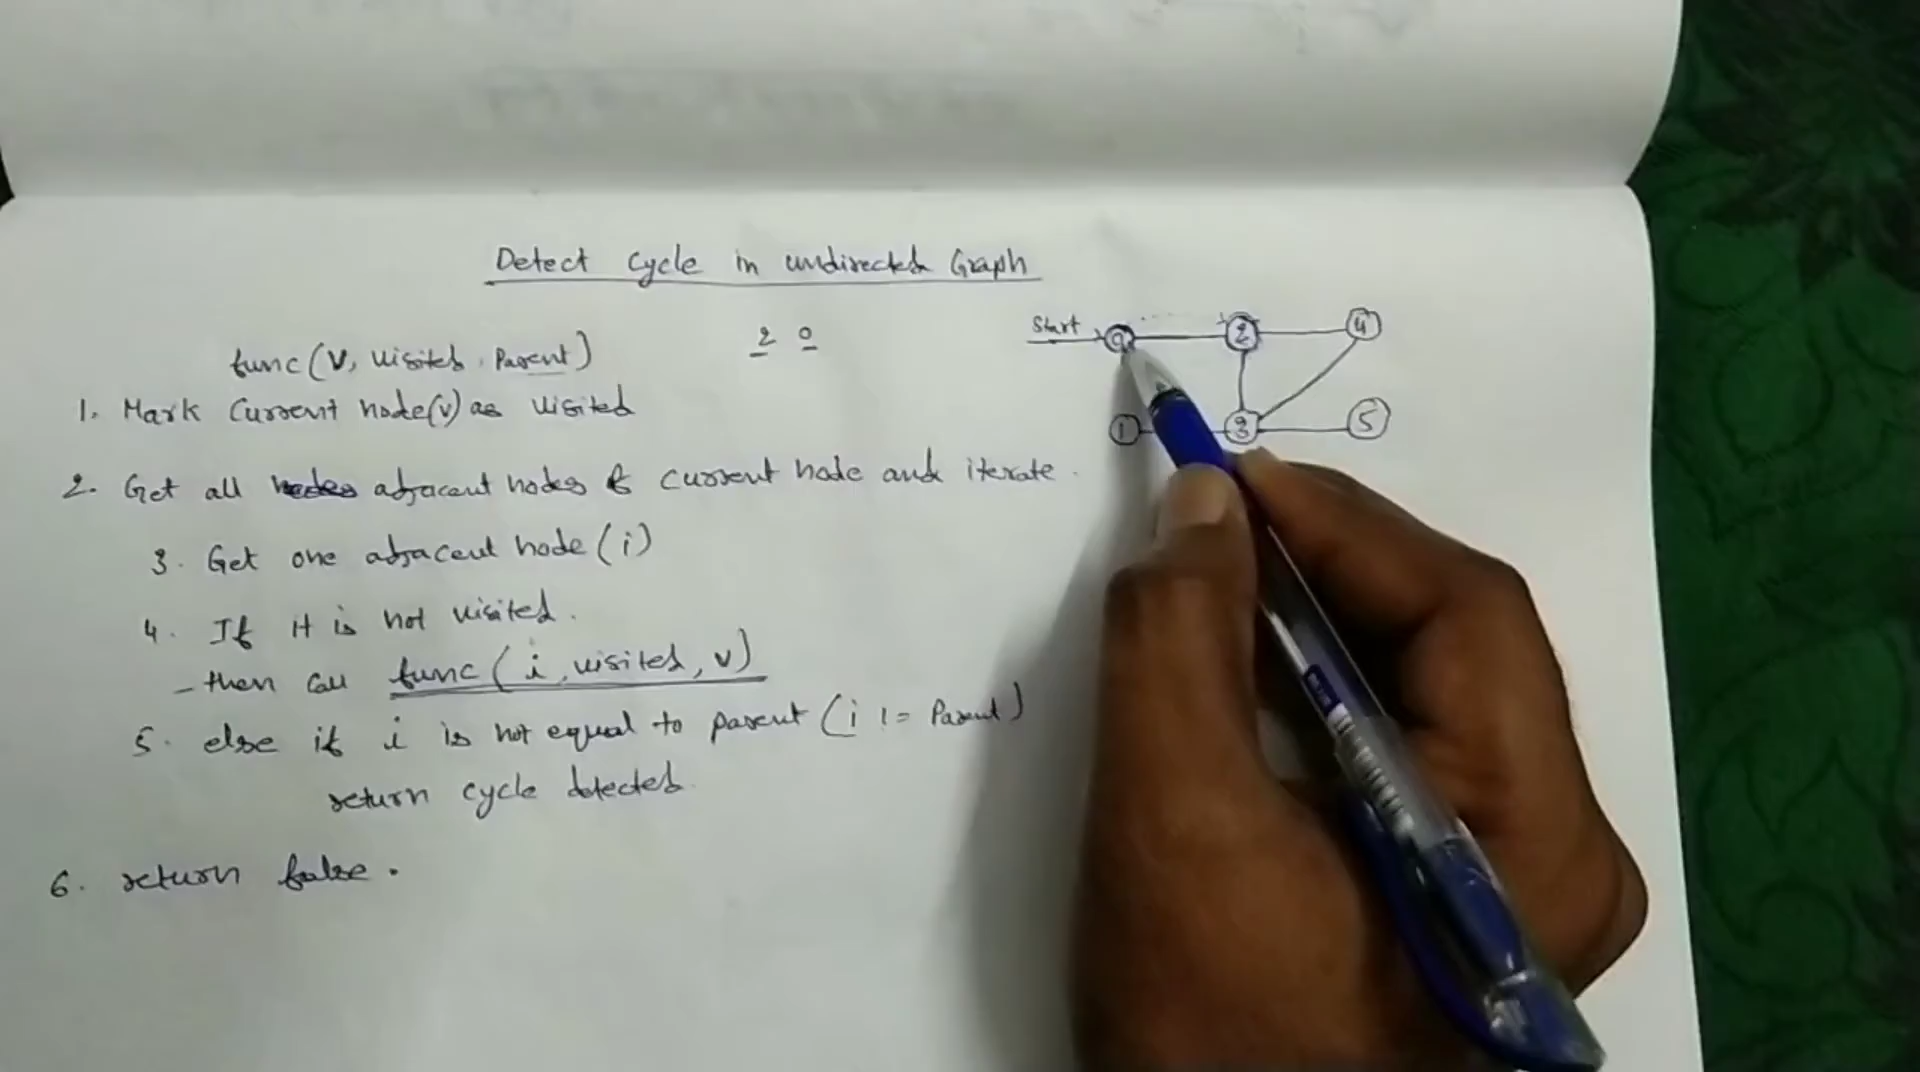 Detect Cycle in undirected Graph
func(V, visited, Parent)
2 0
Start
0 2 4
1 3 5
1. Mark Current node(v) as visited
2. Get all nodes adjacent nodes of current node and iterate.
3. Get one adjacent node (i)
4. If it is not visited.
- then call func(i, visited, v)
5. else if i is not equal to parent (i != Parent)
return cycle detected.
6. return false.